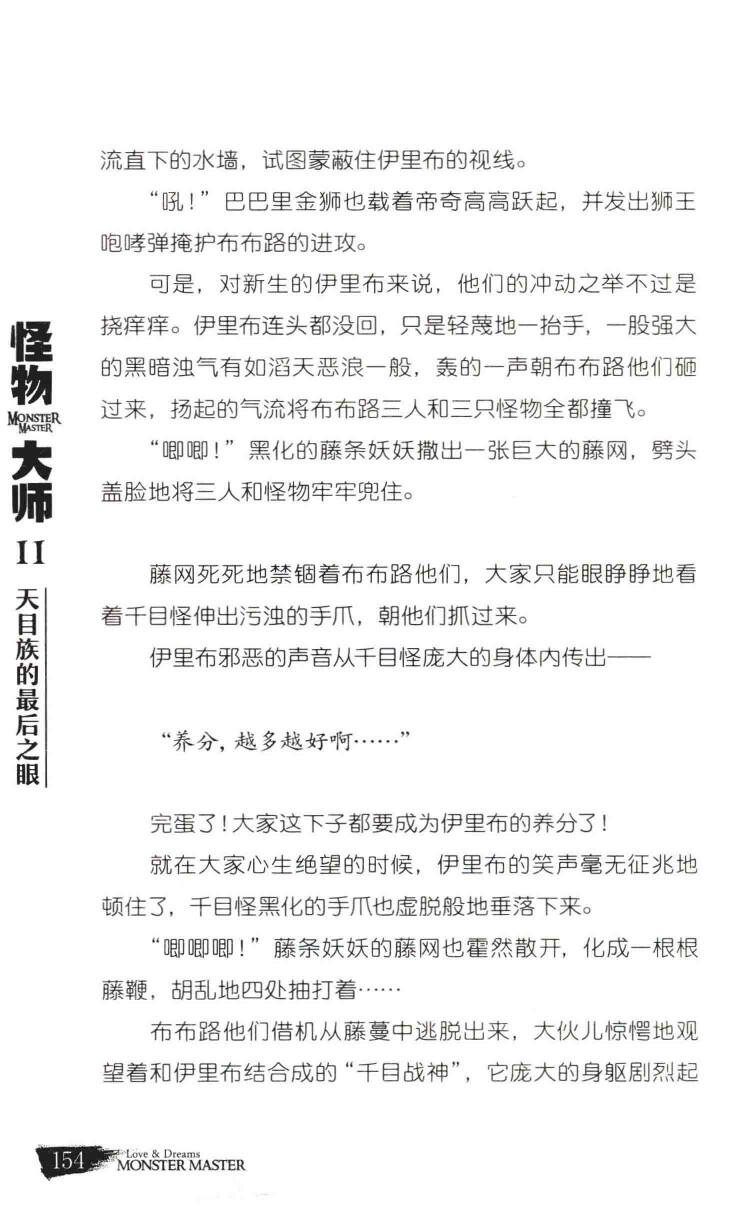 流直下的水墙，试图蒙蔽住伊里布的视线。
“吼！”巴巴里金狮也载着帝奇高高跃起，并发出狮王
咆哮弹掩护布布路的进攻。
可是，对新生的伊里布来说，他们的冲动之举不过是
挠痒痒。伊里布连头都没回，只是轻蔑地一抬手，一股强大
的黑暗浊气有如滔天恶浪一般，轰的一声朝布布路他们砸
过来，扬起的气流将布布路三人和三只怪物全都撞飞。
“唧唧！”黑化的藤条妖妖撒出一张巨大的藤网，劈头
盖脸地将三人和怪物牢牢兜住。
藤网死死地禁锢着布布路他们，大家只能眼睁睁地看
着千目怪伸出污浊的手爪，朝他们抓过来。
伊里布邪恶的声音从千目怪庞大的身体内传出——
“养分，越多越好啊……”
完蛋了！大家这下子都要成为伊里布的养分了！
就在大家心生绝望的时候，伊里布的笑声毫无征兆地
顿住了，千目怪黑化的手爪也虚脱般地垂落下来。
“唧唧唧！”藤条妖妖的藤网也霍然散开，化成一根根
藤鞭，胡乱地四处抽打着……
布布路他们借机从藤蔓中逃脱出来，大伙儿惊愕地观
望着和伊里布结合成的“千目战神”，它庞大的身躯剧烈起
怪物
MONSTER
MASTER
大师
II
天目族的最后之眼
154
Love & Dreams
MONSTER MASTER